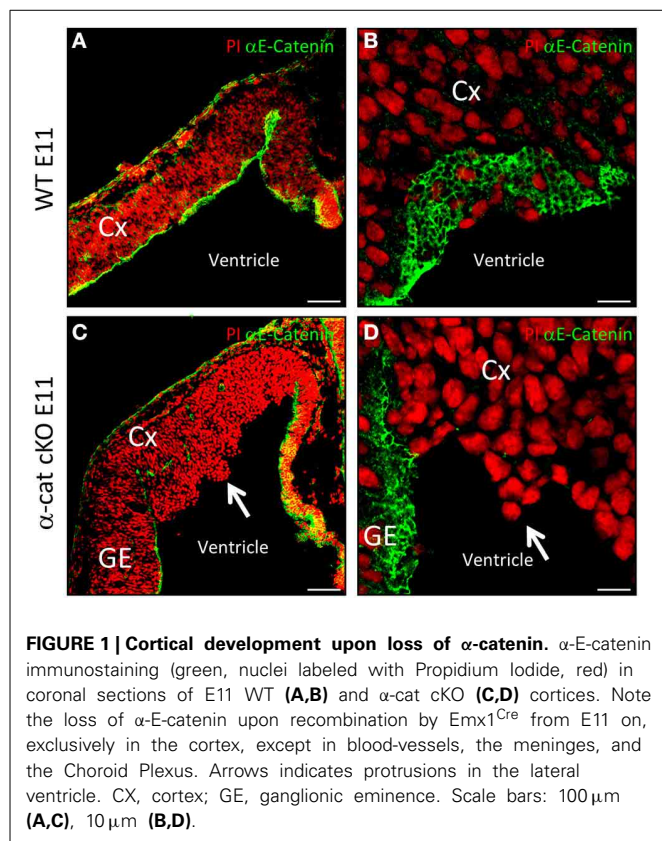 A
PI αE-Catenin
B
PI αE-Catenin
WT E11
Cx
Cx
Ventricle
Ventricle
C
PI αE-Catenin
D
PI αE-Catenin
α-cat cKO E11
Cx
Cx
GE
Ventricle
GE
Ventricle
FIGURE 1 | Cortical development upon loss of α-catenin. α-E-catenin
immunostaining (green, nuclei labeled with Propidium Iodide, red) in
coronal sections of E11 WT (A,B) and α-cat cKO (C,D) cortices. Note
the loss of α-E-catenin upon recombination by Emx1Cre from E11 on,
exclusively in the cortex, except in blood-vessels, the meninges, and
the Choroid Plexus. Arrows indicates protrusions in the lateral
ventricle. CX, cortex; GE, ganglionic eminence. Scale bars: 100 μm
(A,C), 10 μm (B,D).